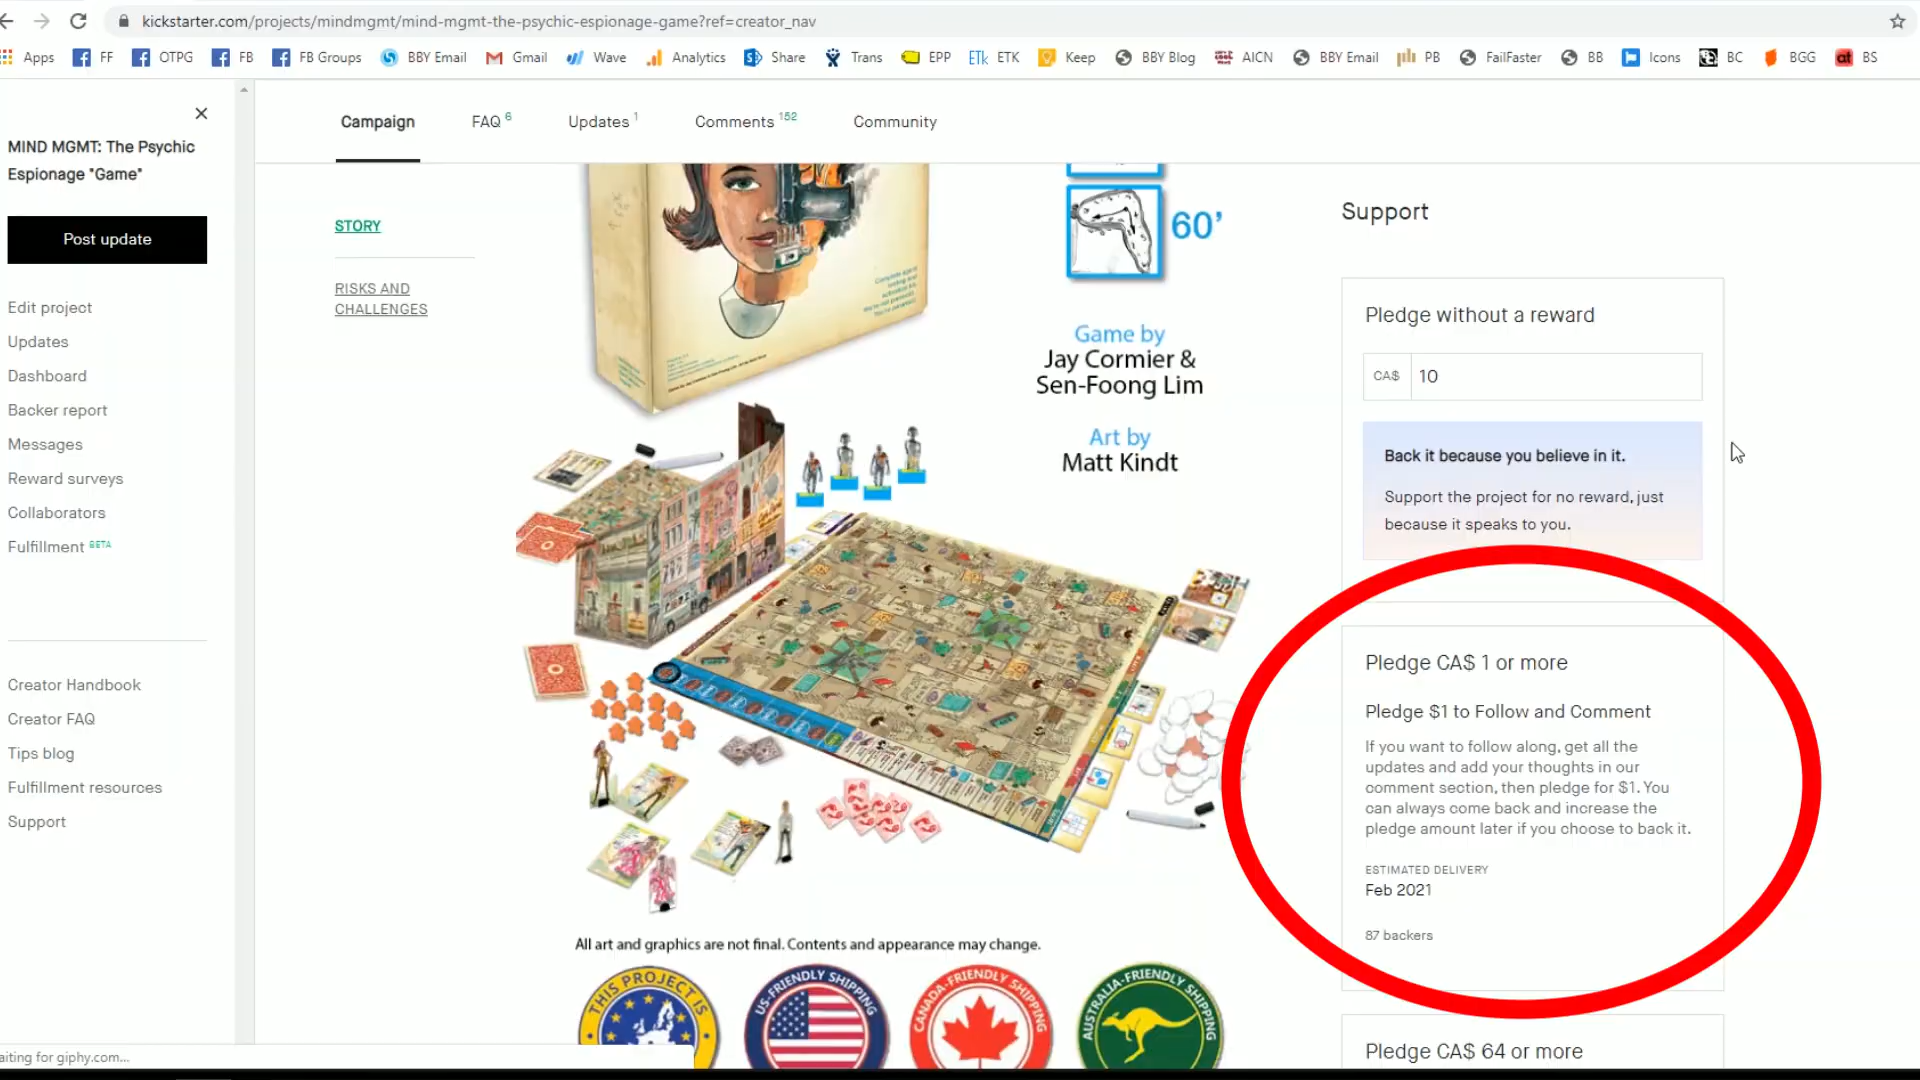 kickstarter.com/projects/mindmgmt/mind-mgmt-the-psychic-espionage-game?ref=creator_nav
Apps FF OTPG FB FB Groups BBY Email Gmail Wave Analytics Share Trans EPP ETK ETK Keep BBY Blog AICN BBY Email PB FailFaster BB Icons BC BGG at BS
MIND MGMT: The Psychic
Espionage "Game"
Post update
Edit project
Updates
Dashboard
Backer report
Messages
Reward surveys
Collaborators
Fulfillment BETA
Creator Handbook
Creator FAQ
Tips blog
Fulfillment resources
Support
aiting for giphy.com...
Campaign FAQ 6 Updates 1 Comments 152 Community
STORY
RISKS AND
CHALLENGES
60'
Game by
Jay Cormier &
Sen-Foong Lim
Art by
Matt Kindt
All art and graphics are not final. Contents and appearance may change.
THIS PROJECT IS
US-FRIENDLY SHIPPING
CANADA-FRIENDLY SHIPPING
AUSTRALIA-FRIENDLY SHIPPING
Support
Pledge without a reward
CA$ 10
Back it because you believe in it.
Support the project for no reward, just
because it speaks to you.
Pledge CA$ 1 or more
Pledge $1 to Follow and Comment
If you want to follow along, get all the
updates and add your thoughts in our
comment section, then pledge for $1. You
can always come back and increase the
pledge amount later if you choose to back it.
ESTIMATED DELIVERY
Feb 2021
87 backers
Pledge CA$ 64 or more